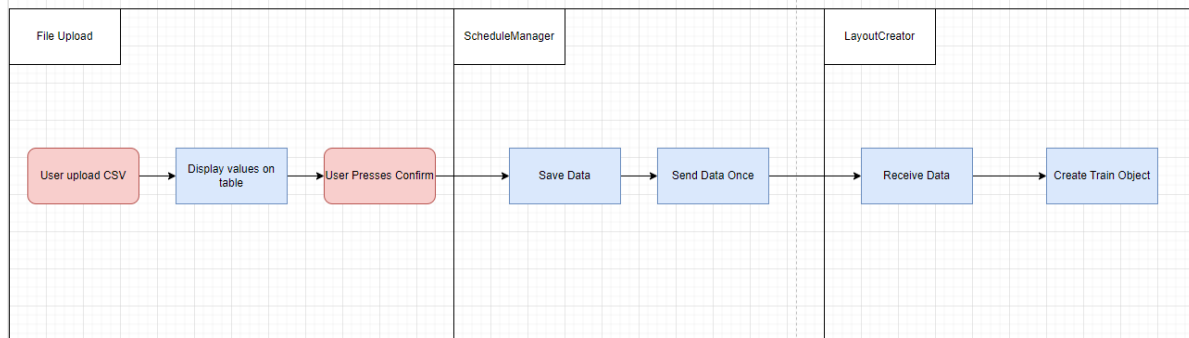 File Upload
ScheduleManager
LayoutCreator
User upload CSV
Display values on
table
User Presses Confirm
Save Data
Send Data Once
Receive Data
Create Train Object